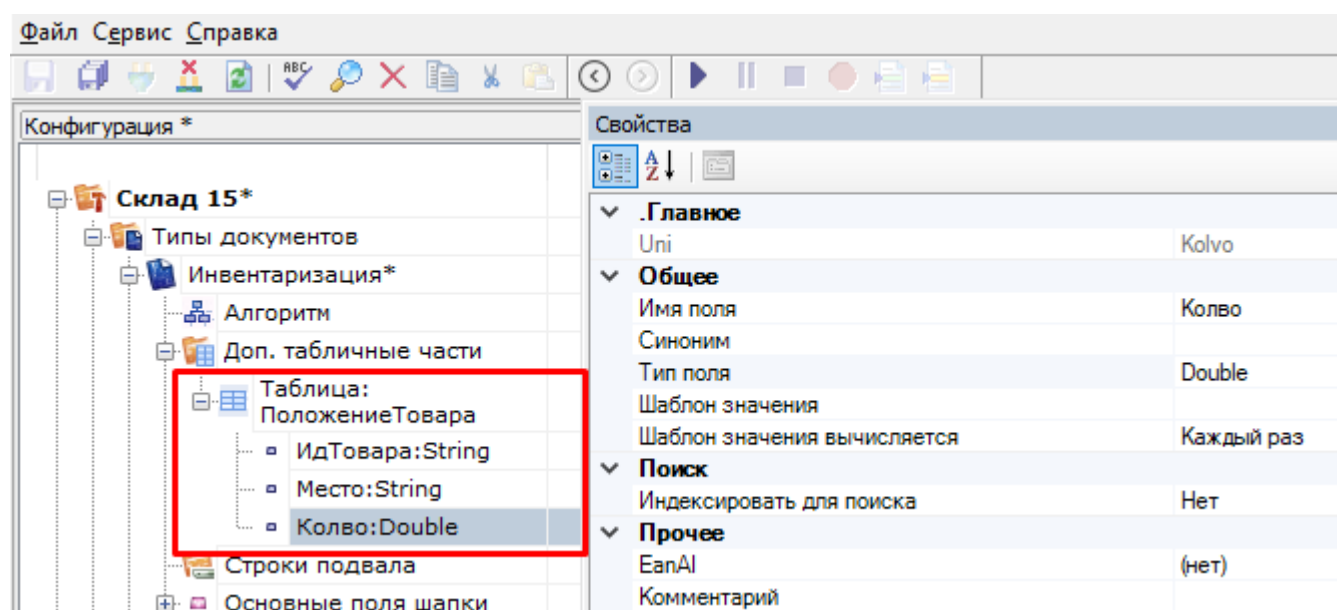 Файл Сервис Справка
ABC
Конфигурация *
Склад 15*
Типы документов
Инвентаризация*
Алгоритм
Доп. табличные части
Таблица:
ПоложениеТовара
ИдТовара:String
Место:String
Колво:Double
Строки подвала
Основные поля шапки
Свойства
A
Z
.Главное
Uni Kolvo
Общее
Имя поля Колво
Синоним
Тип поля Double
Шаблон значения
Шаблон значения вычисляется Каждый раз
Поиск
Индексировать для поиска Нет
Прочее
EanAI (нет)
Комментарий